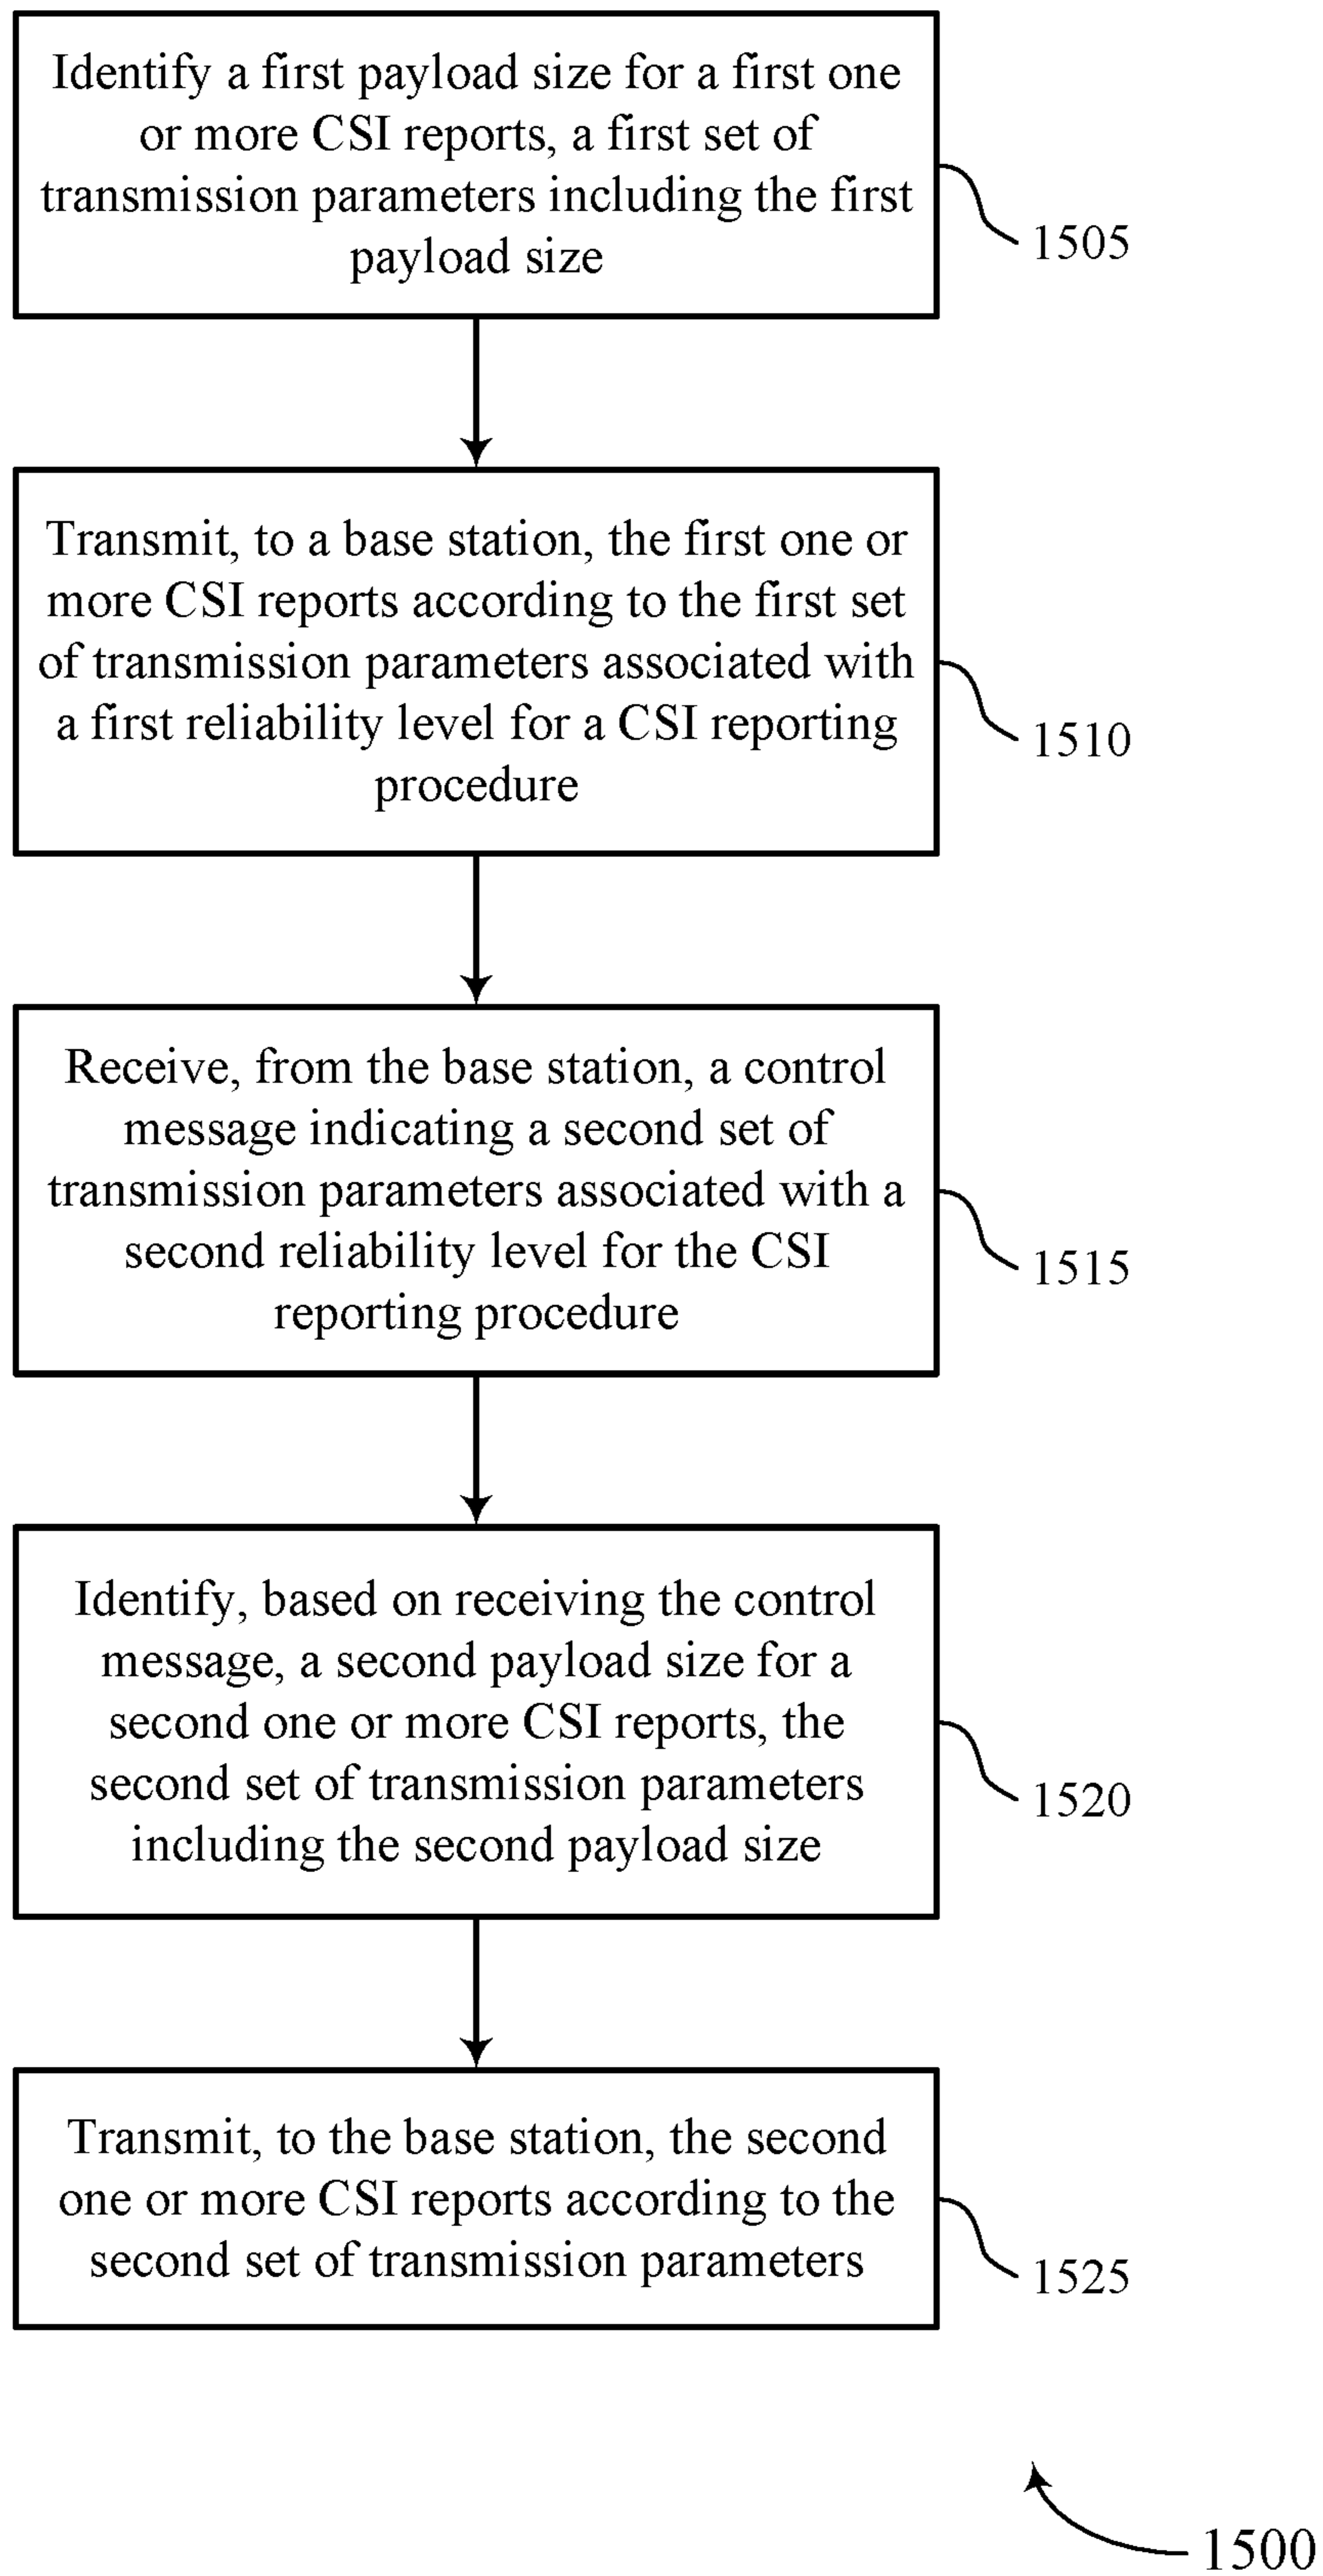 Identify a first payload size for a first one
or more CSI reports, a first set of
transmission parameters including the first
payload size
1505
Transmit, to a base station, the first one or
more CSI reports according to the first set
of transmission parameters associated with
a first reliability level for a CSI reporting
procedure
1510
Receive, from the base station, a control
message indicating a second set of
transmission parameters associated with a
second reliability level for the CSI
reporting procedure
1515
Identify, based on receiving the control
message, a second payload size for a
second one or more CSI reports, the
second set of transmission parameters
including the second payload size
1520
Transmit, to the base station, the second
one or more CSI reports according to the
second set of transmission parameters
1525
1500